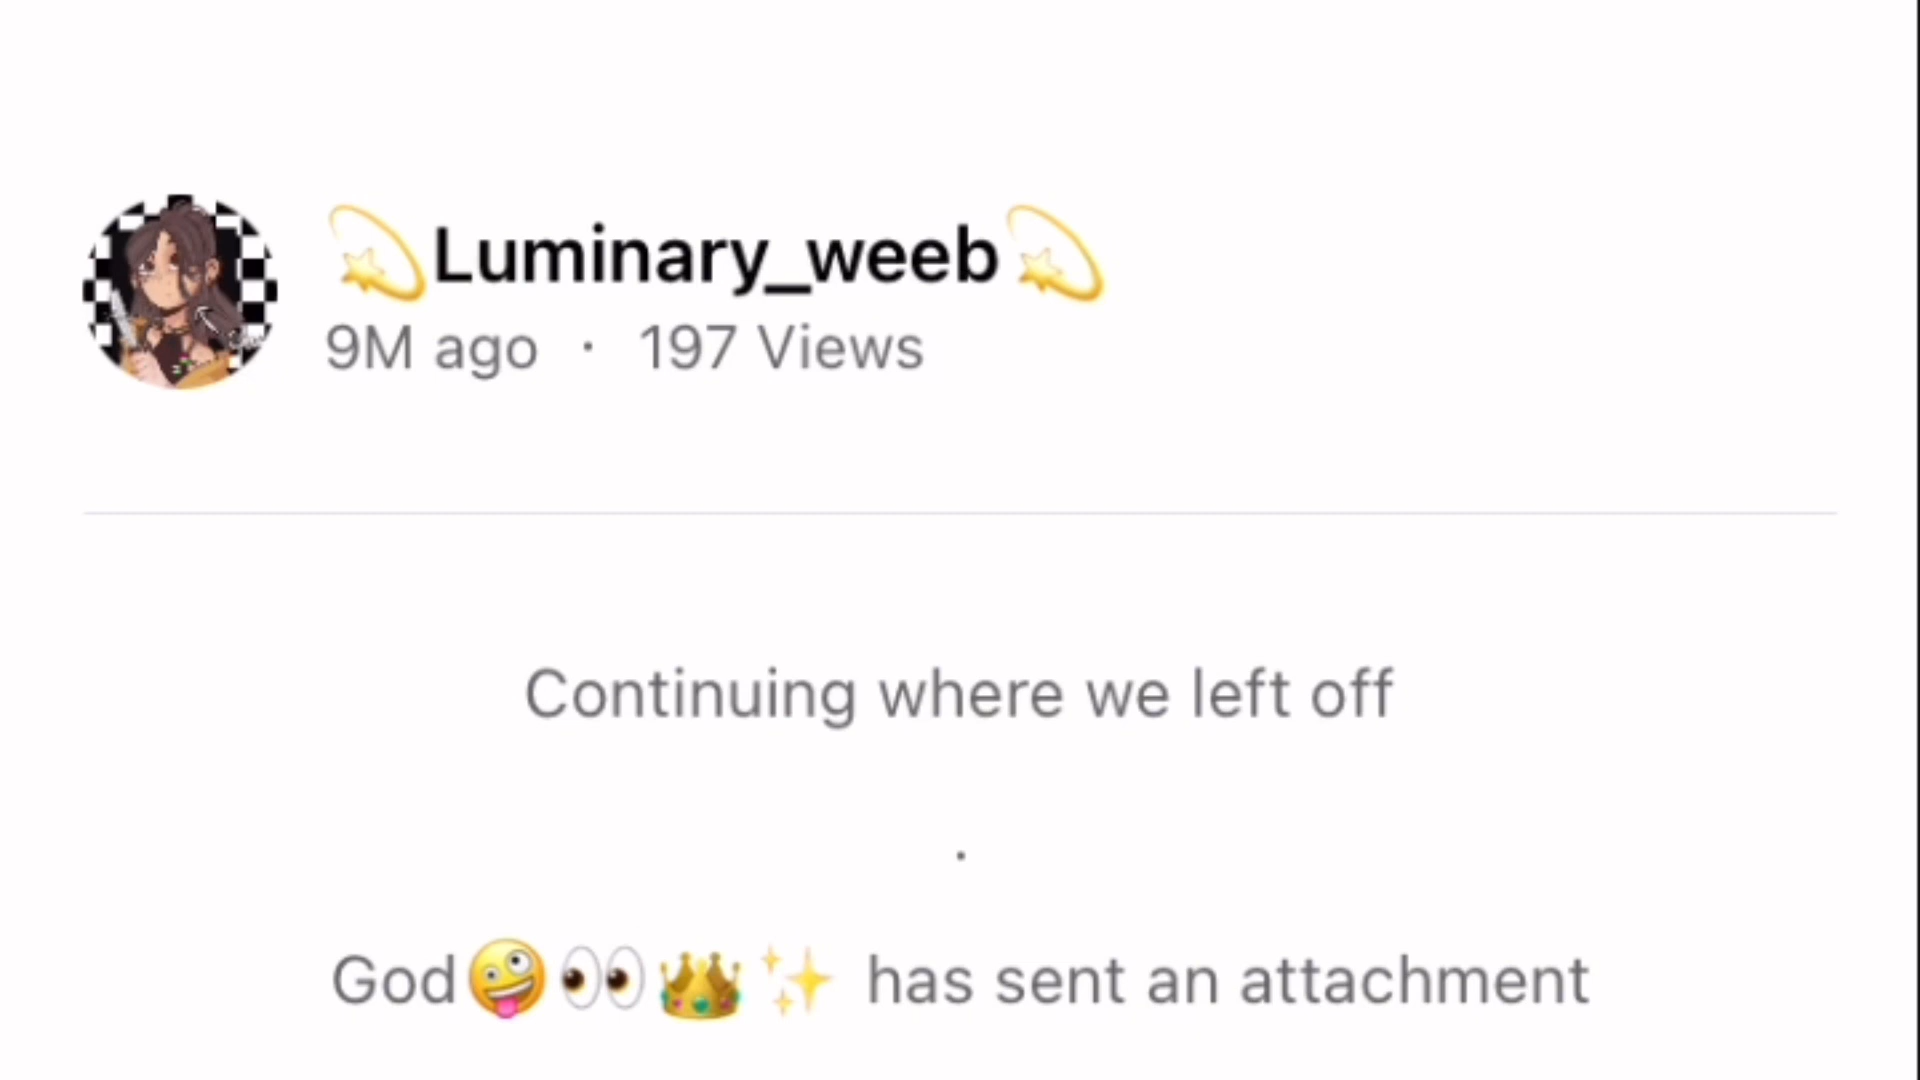 💫Luminary_weeb💫
9M ago · 197 Views
Continuing where we left off
.
God🤪👀👑✨ has sent an attachment